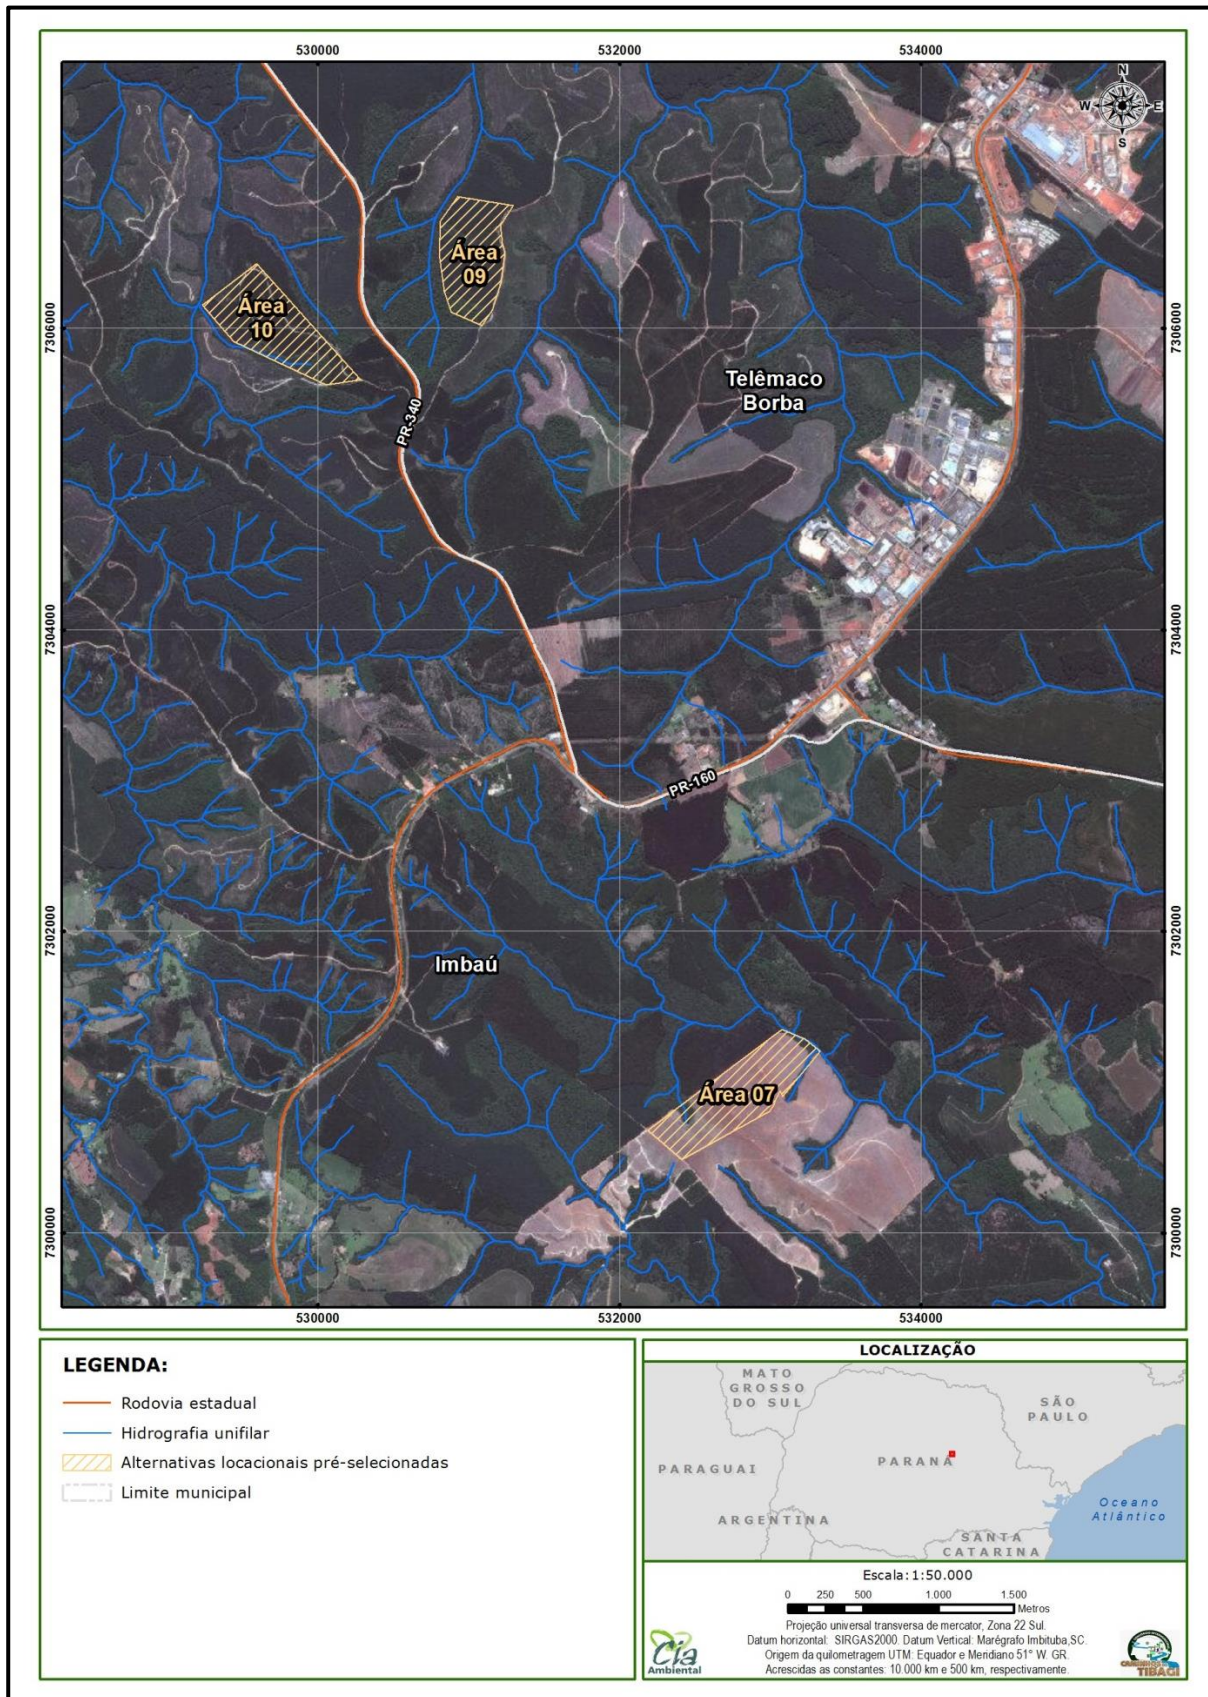 530000
532000
534000
N
W
E
S
Área
09
Área
10
7306000
7306000
Telêmaco
Borba
PR-340
7304000
7304000
PR-160
7302000
7302000
Imbaú
Área 07
7300000
7300000
530000
532000
534000
LEGENDA:
Rodovia estadual
Hidrografia unifilar
Alternativas locacionais pré-selecionadas
Limite municipal
LOCALIZAÇÃO
MATO
GROSSO
DO SUL
SÃO
PAULO
PARAGUAI
PARANÁ
Oceano
Atlântico
ARGENTINA
SANTA
CATARINA
Escala: 1:50.000
0 250 500 1.000 1.500
Metros
Projeção universal transversa de mercator, Zona 22 Sul.
Datum horizontal: SIRGAS2000. Datum Vertical: Marégrafo Imbituba,SC.
Origem da quilometragem UTM: Equador e Meridiano 51° W. GR.
Acrescidas as constantes: 10.000 km e 500 km, respectivamente.
Cia
Ambiental
TIBAGI